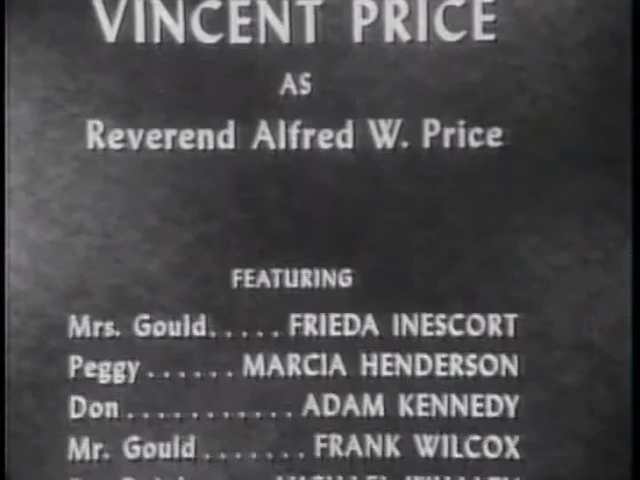 VINCENT PRICE
AS
Reverend Alfred W. Price
FEATURING
Mrs. Gould.....FRIEDA INESCORT
Peggy......MARCIA HENDERSON
Don...........ADAM KENNEDY
Mr. Gould.......FRANK WILCOX